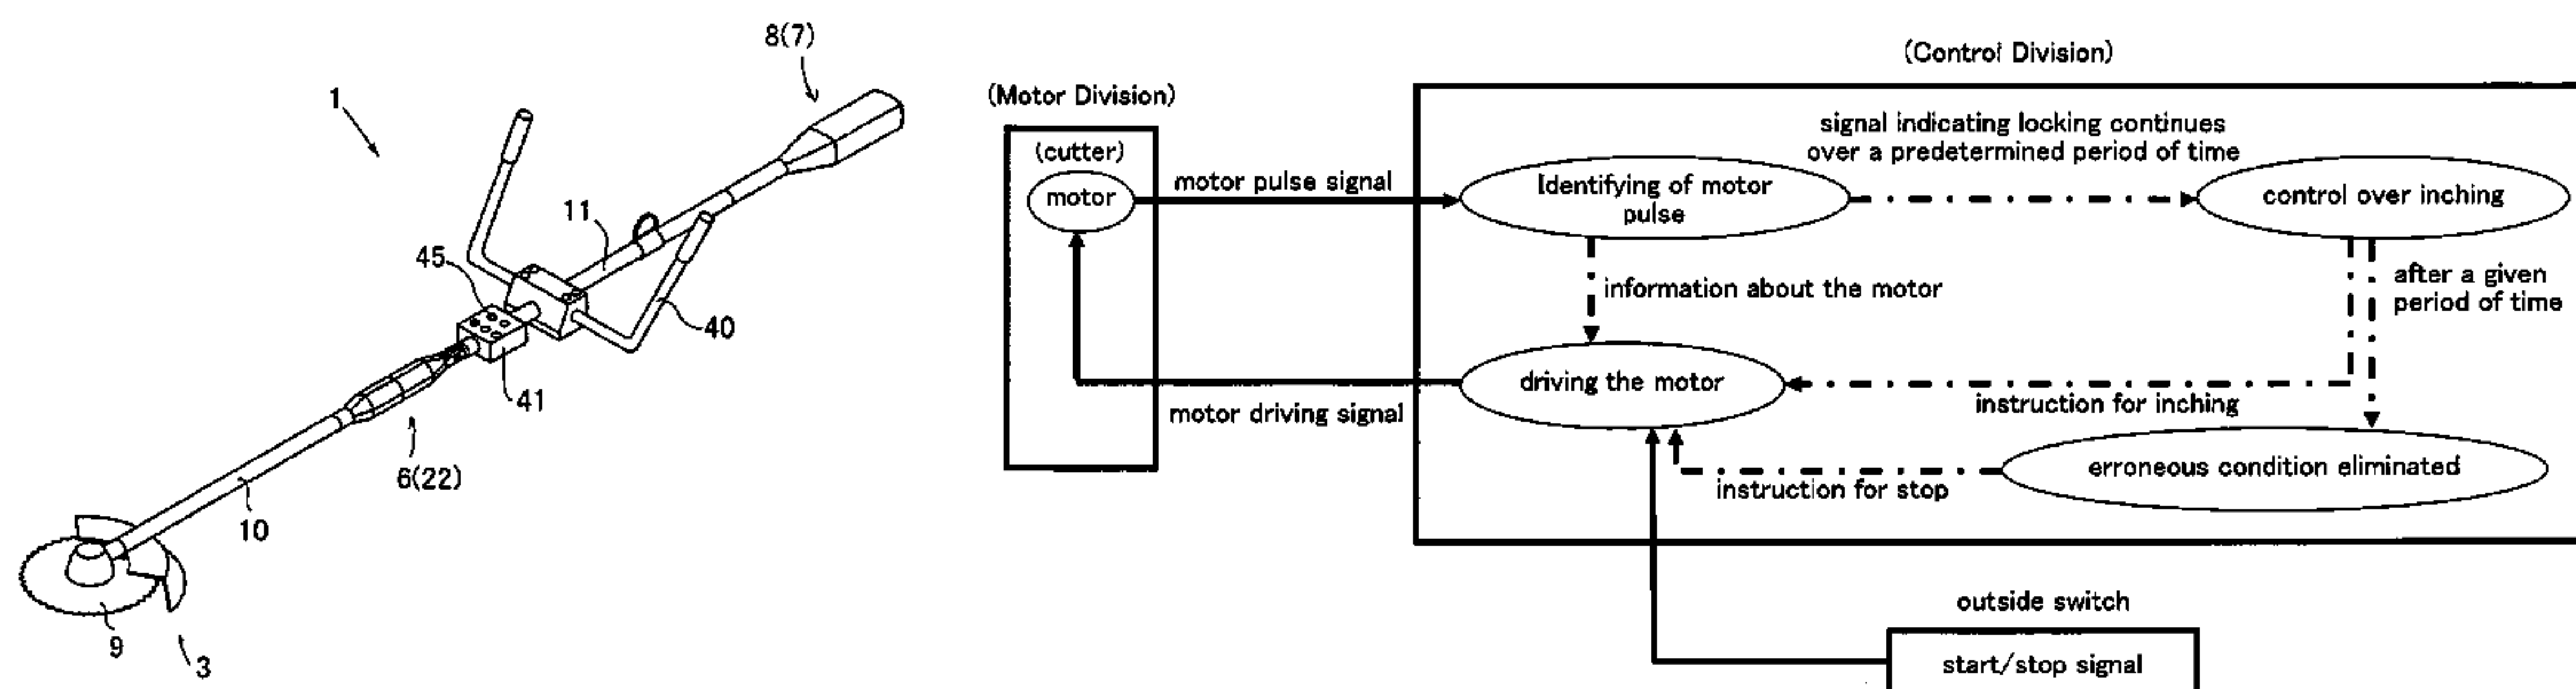 8(7)
1
11
45
40
41
6(22)
10
9
3
(Control Division)
(Motor Division)
(cutter)
motor
motor pulse signal
Identifying of motor
pulse
signal indicating locking continues
over a predetermined period of time
control over inching
information about the motor
after a given
period of time
driving the motor
motor driving signal
instruction for inching
erroneous condition eliminated
instruction for stop
outside switch
start/stop signal